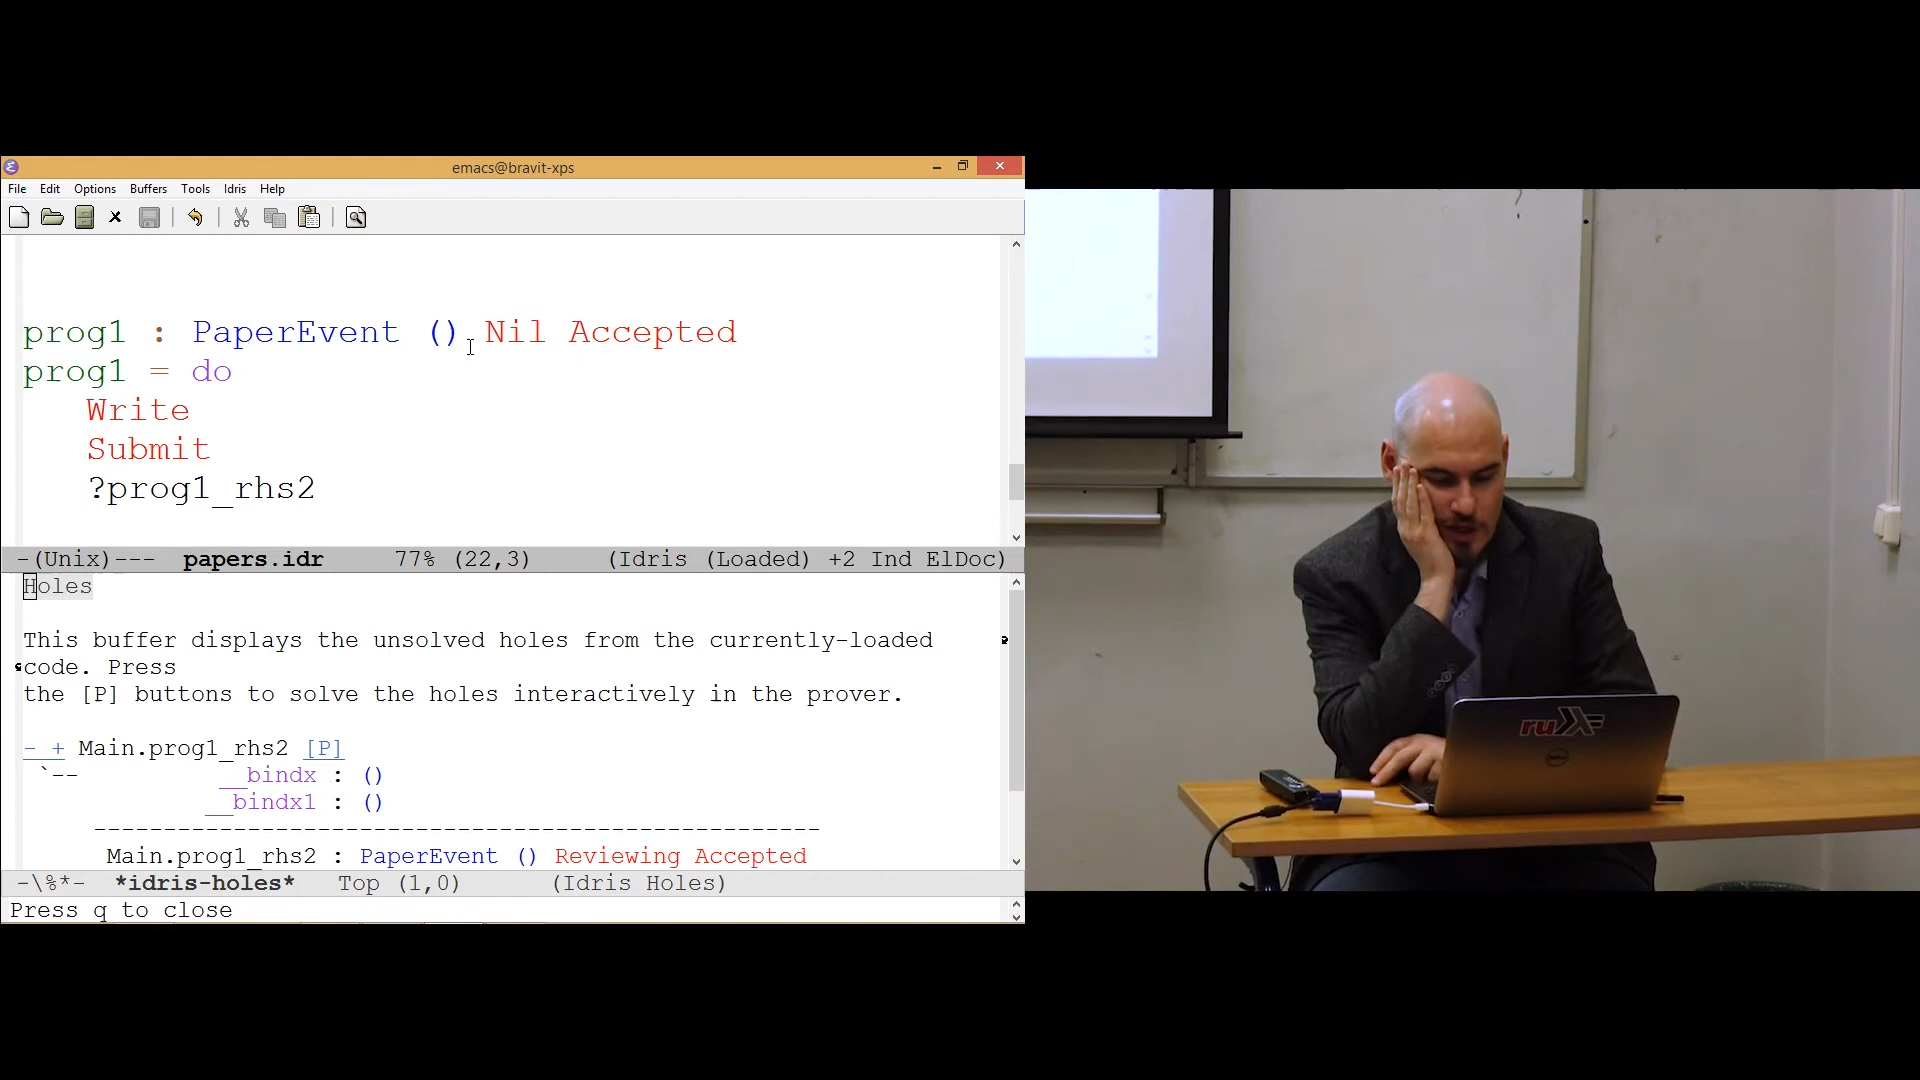 emacs@bravit-xps
File Edit Options Buffers Tools Idris Help
prog1 : PaperEvent () Nil Accepted
prog1 = do
Write
Submit
?prog1_rhs2
-(Unix)--- papers.idr 77% (22,3) (Idris (Loaded) +2 Ind ElDoc)
Holes
This buffer displays the unsolved holes from the currently-loaded
code. Press
the [P] buttons to solve the holes interactively in the prover.
- + Main.prog1_rhs2 [P]
`-- __bindx : ()
__bindx1 : ()
----------------------------------------------------
Main.prog1_rhs2 : PaperEvent () Reviewing Accepted
-\%*- *idris-holes* Top (1,0) (Idris Holes)
Press q to close
ru
DELL